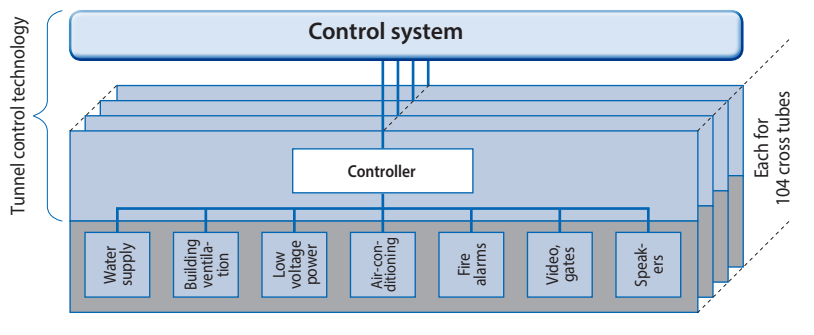 Control system
Tunnel control technology
Each for
104 cross tubes
Controller
Water
supply
Building
ventila-
tion
Low
voltage
power
Air-con-
ditioning
Fire
alarms
Video,
gates
Speak-
ers